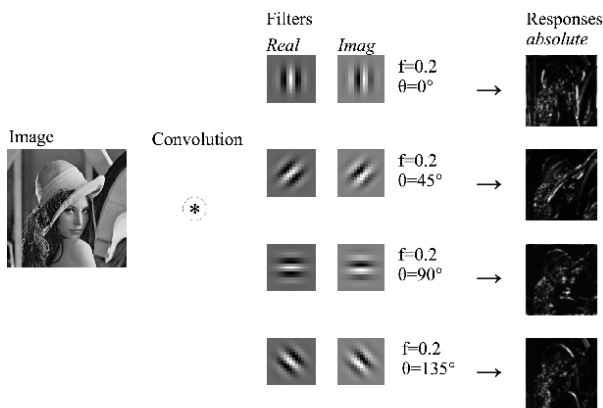 Filters
Responses
Real Imag
absolute
f=0.2
θ=0°
Image
Convolution
*
f=0.2
θ=45°
f=0.2
θ=90°
f=0.2
θ=135°